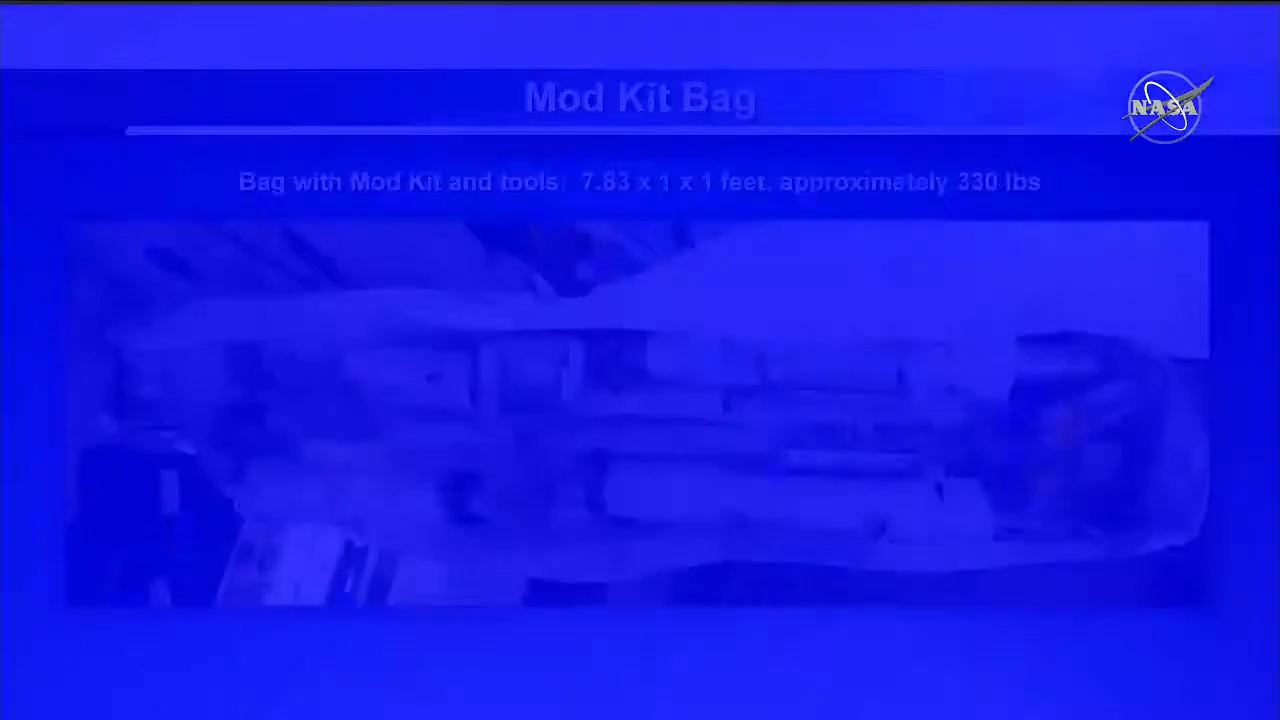 Mod Kit Bag
NASA
Bag with Mod Kit and tools: 7.83 x 1 x 1 feet, approximately 330 lbs